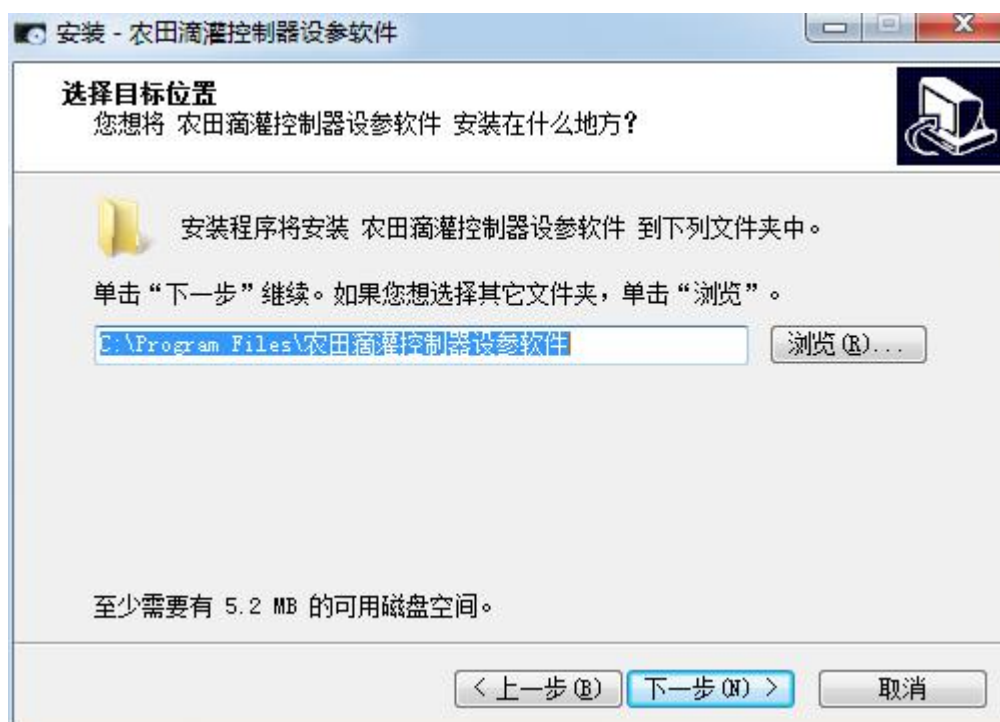 安装 - 农田滴灌控制器设参软件
选择目标位置
您想将 农田滴灌控制器设参软件 安装在什么地方？
安装程序将安装 农田滴灌控制器设参软件 到下列文件夹中。
单击“下一步”继续。如果您想选择其它文件夹，单击“浏览”。
C:\Program Files\农田滴灌控制器设参软件
浏览(R)...
至少需要有 5.2 MB 的可用磁盘空间。
< 上一步(B) 下一步(N) > 取消